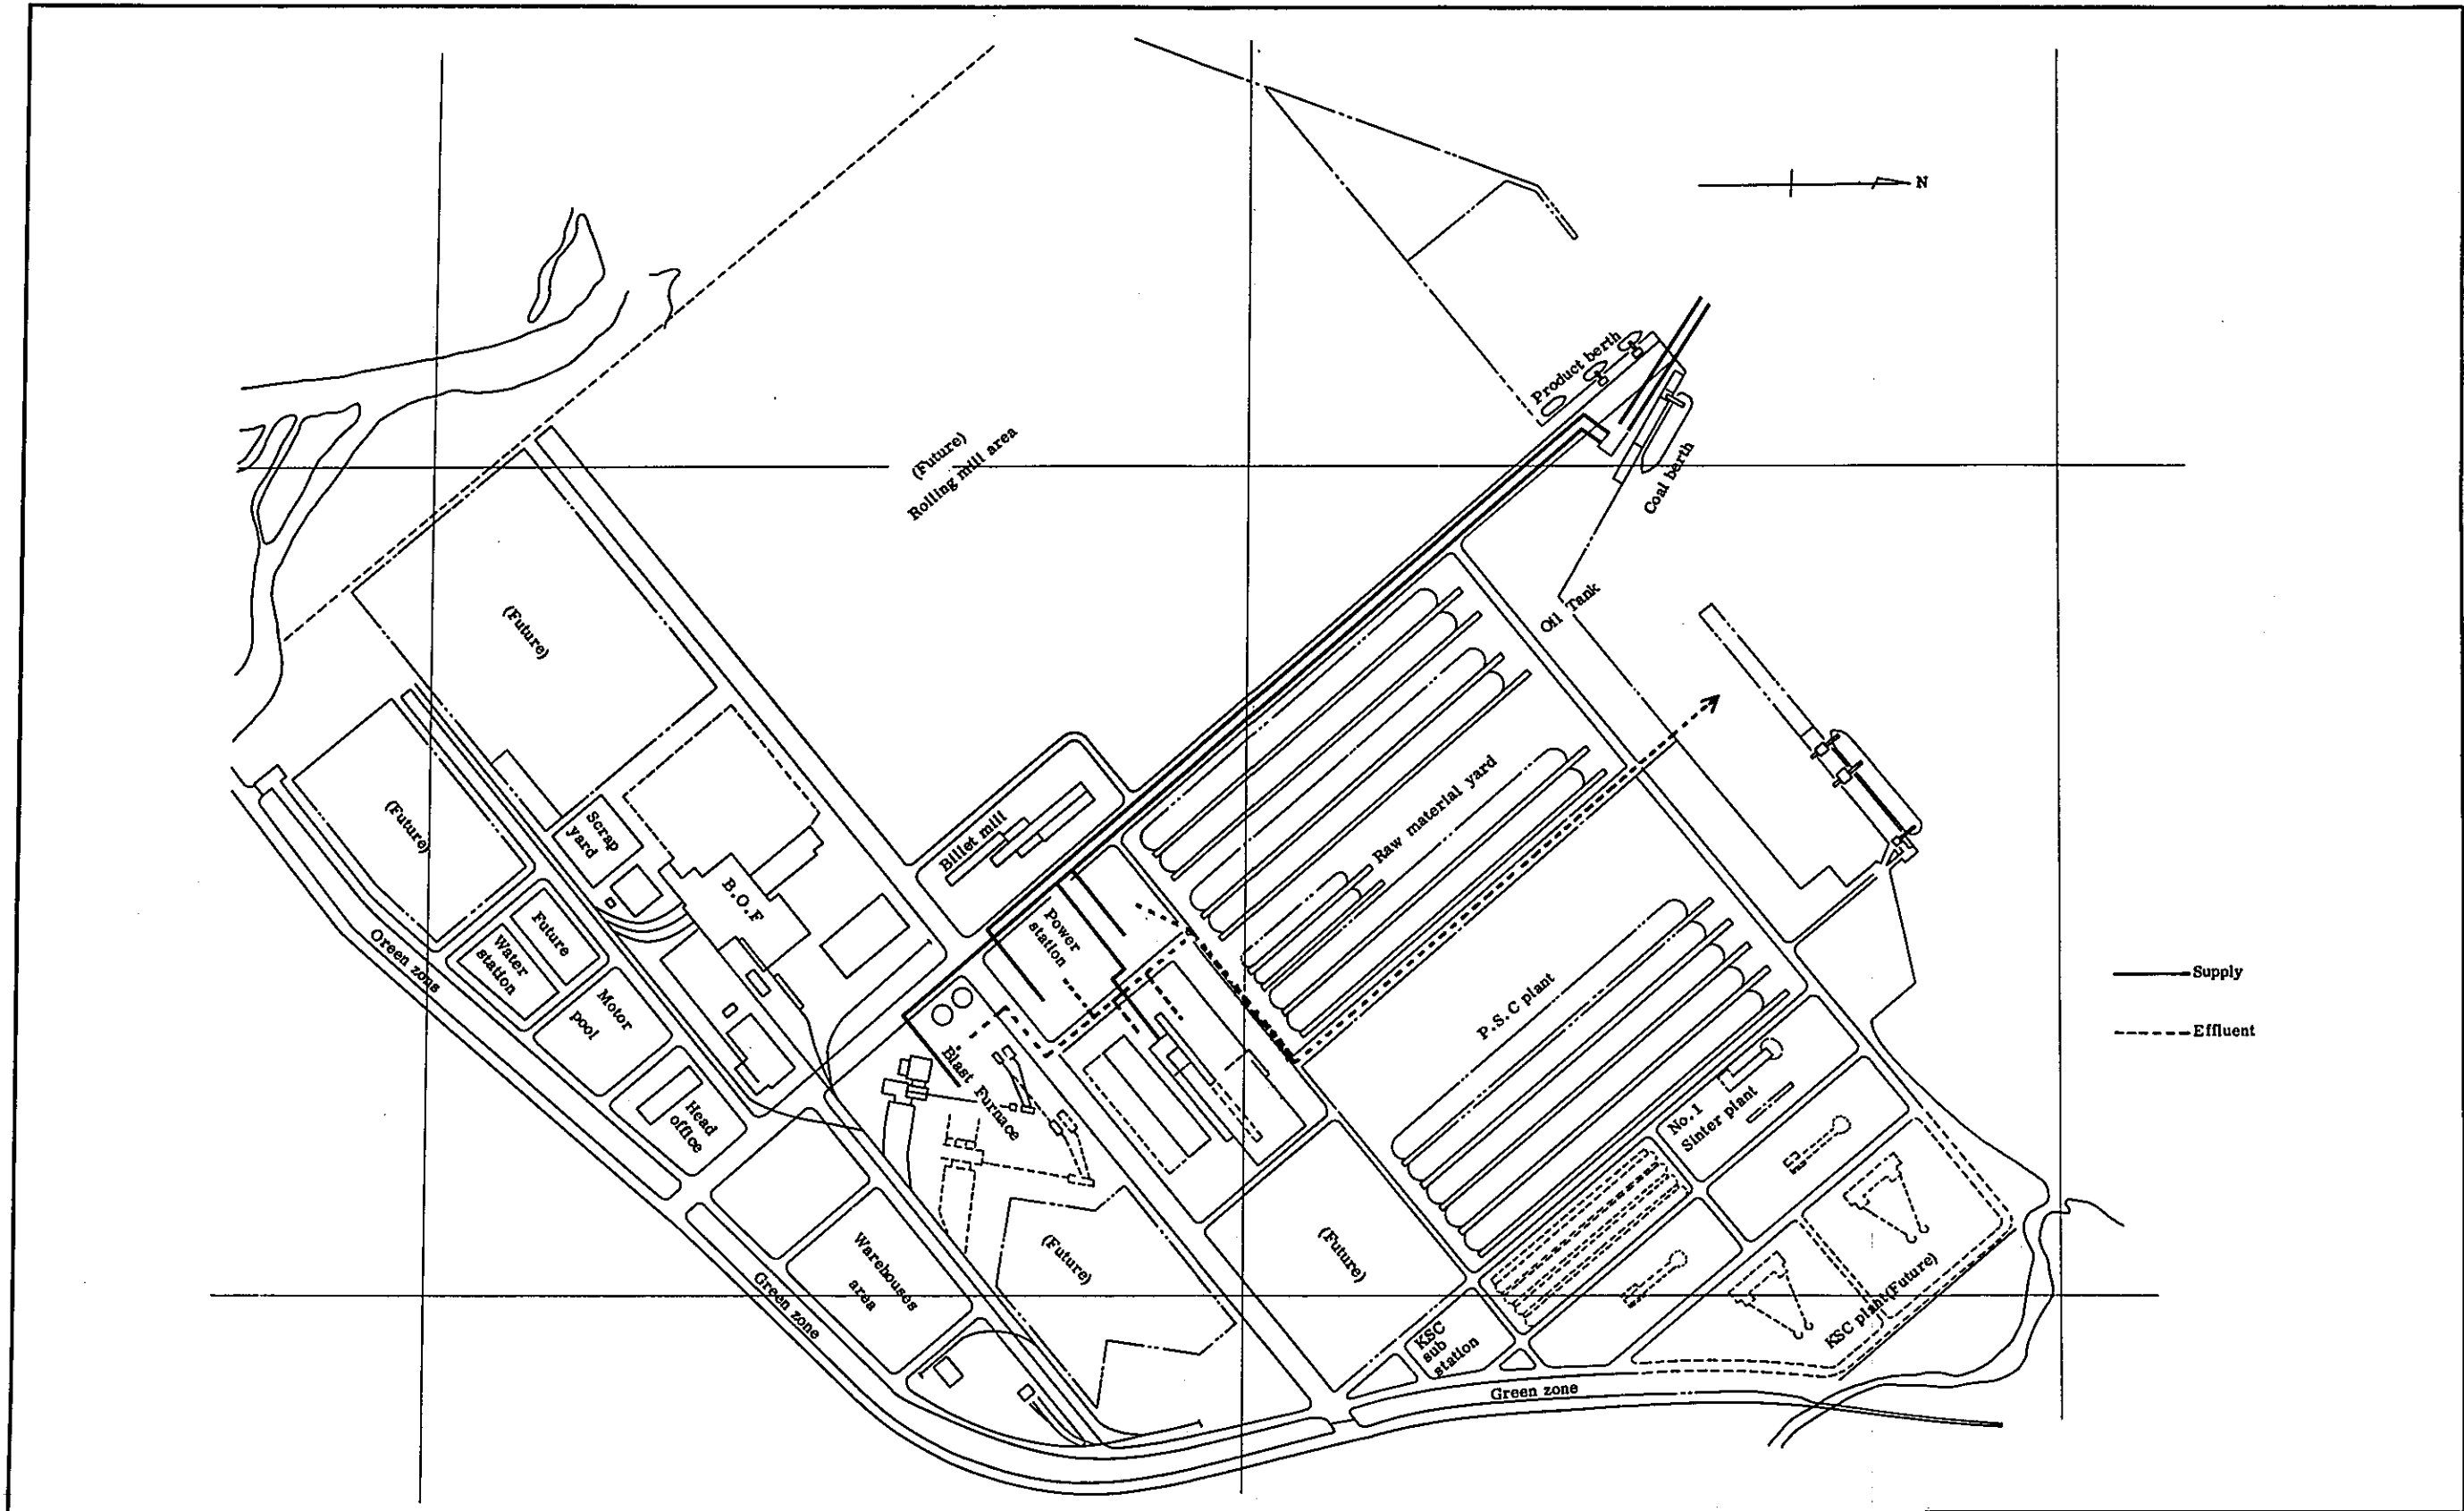 N
Product berth
Coal berth
(Future)
Rolling mill area
Oil Tank
(Future)
(Future)
Scrap
yard
Billet mill
Raw material yard
B.O.F
Future
Water
station
Power
station
Green zone
Motor
pool
P.S.C plant
Supply
Effluent
Head
office
Blast Furnace
No.1
Sinter plant
(Future)
(Future)
Warehouses
area
Green zone
KSC
sub
station
KSC plant (Future)
Green zone